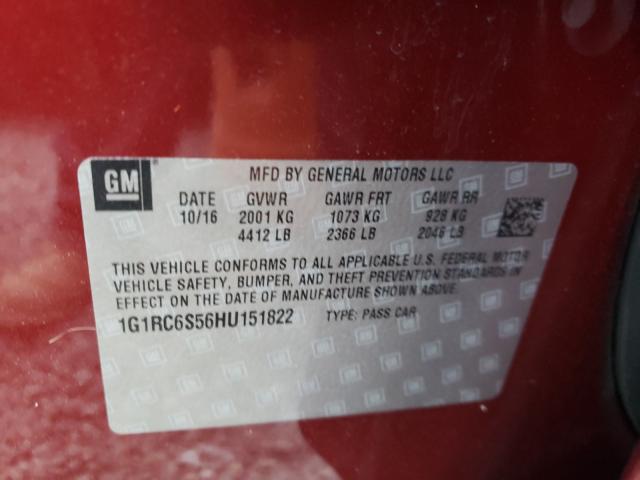 GM
MFD BY GENERAL MOTORS LLC
DATE GVWR GAWR FRT GAWR RR
10/16 2001 KG 1073 KG 928 KG
4412 LB 2366 LB 2046 LB
THIS VEHICLE CONFORMS TO ALL APPLICABLE U.S. FEDERAL MOTOR
VEHICLE SAFETY, BUMPER, AND THEFT PREVENTION STANDARDS IN
EFFECT ON THE DATE OF MANUFACTURE SHOWN ABOVE.
1G1RC6S56HU151822 TYPE: PASS CAR